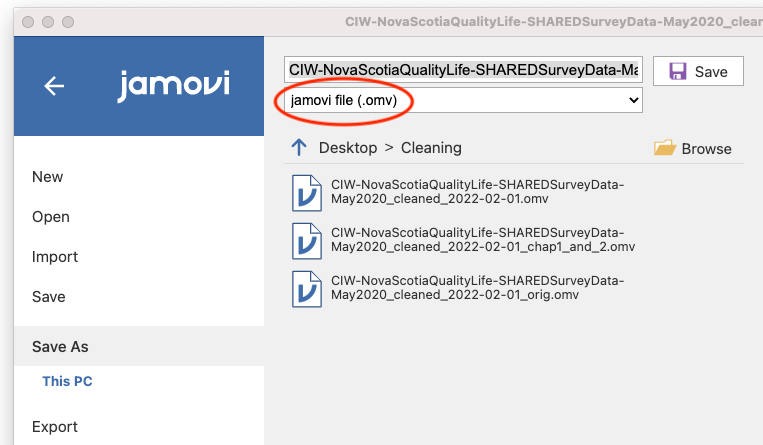 CIW-NovaScotiaQualityLife-SHAREDSurveyData-May2020_clean
jamovi
CIW-NovaScotiaQualityLife-SHAREDSurveyData-Ma
Save
jamovi file (.omv)
Desktop > Cleaning
Browse
New
CIW-NovaScotiaQualityLife-SHAREDSurveyData-
May2020_cleaned_2022-02-01.omv
Open
CIW-NovaScotiaQualityLife-SHAREDSurveyData-
May2020_cleaned_2022-02-01_chap1_and_2.omv
Import
CIW-NovaScotiaQualityLife-SHAREDSurveyData-
May2020_cleaned_2022-02-01_orig.omv
Save
Save As
This PC
Export